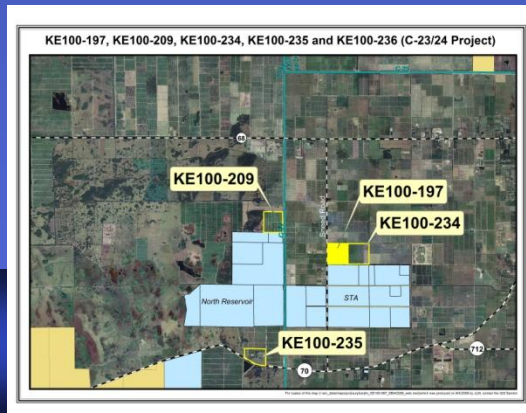 KE100-197, KE100-209, KE100-234, KE100-235 and KE100-236 (C-23/24 Project)
68
KE100-209
KE100-197
KE100-234
North Reservoir
STA
KE100-235
70
712